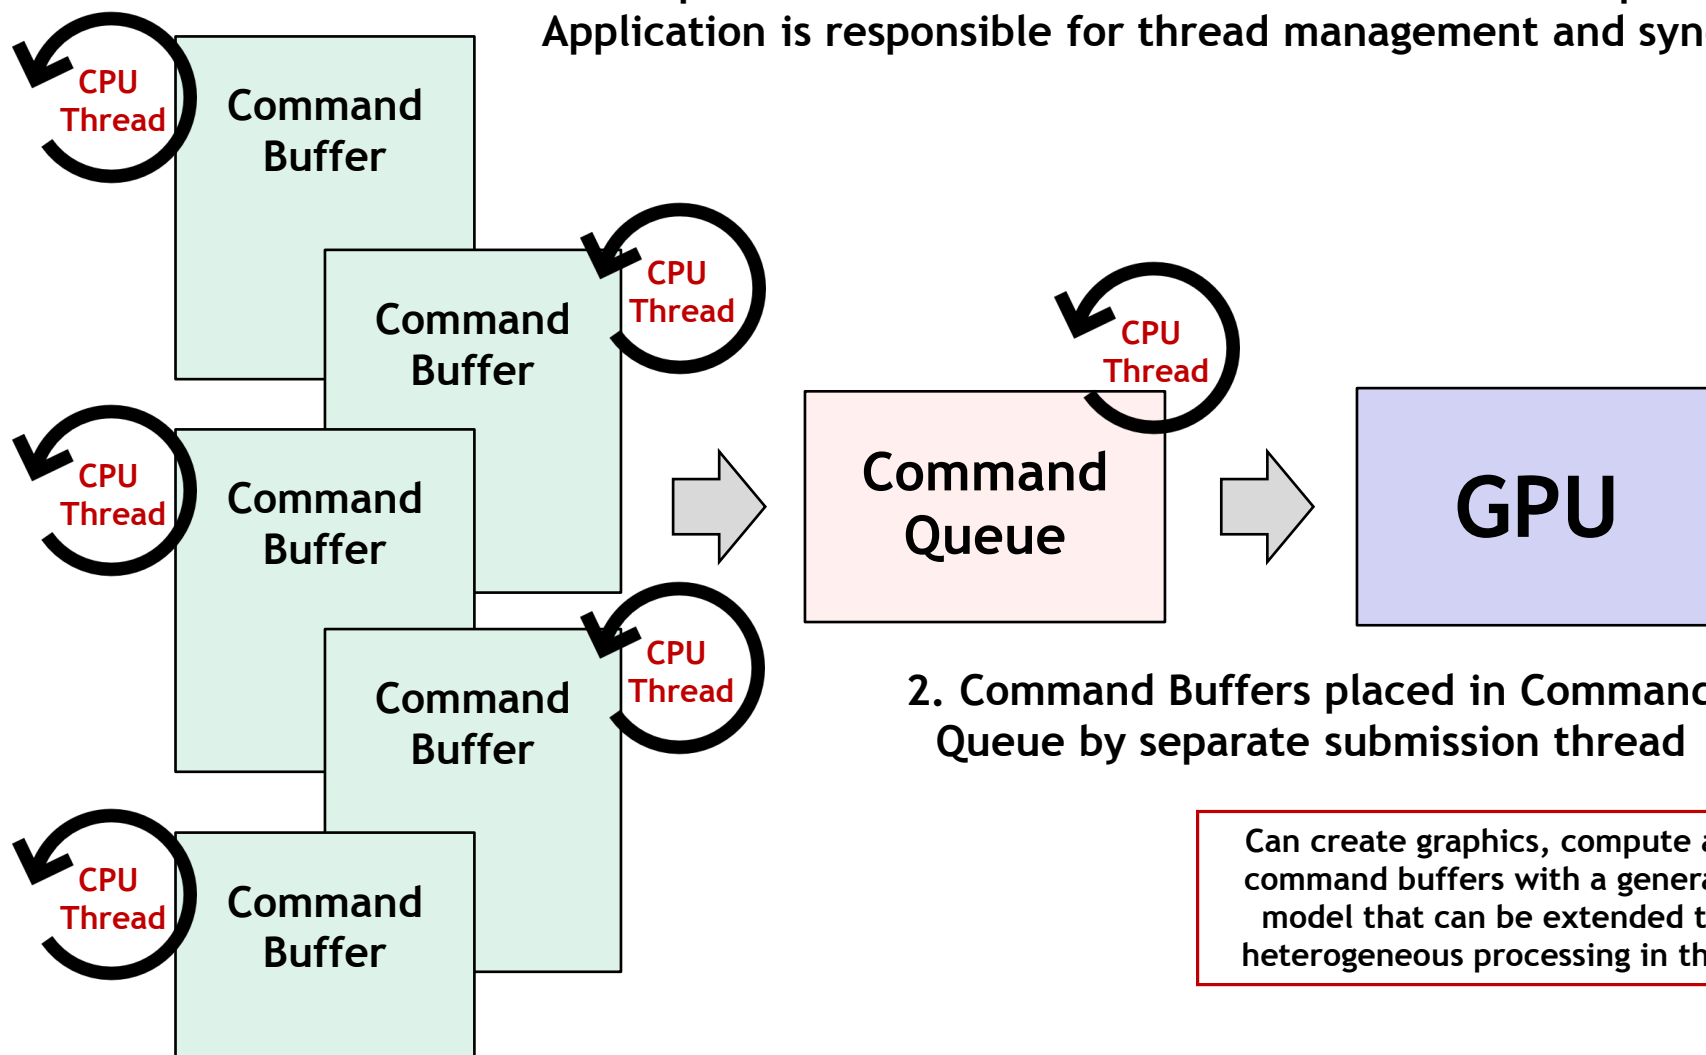 Application is responsible for thread management and syn
CPU
Thread
Command
Buffer
CPU
Thread
Command
Buffer
CPU
Thread
Command
Buffer
CPU
Thread
Command
Buffer
CPU
Thread
Command
Buffer
CPU
Thread
Command
Queue
GPU
2. Command Buffers placed in Command
Queue by separate submission thread
Can create graphics, compute a
command buffers with a genera
model that can be extended t
heterogeneous processing in th